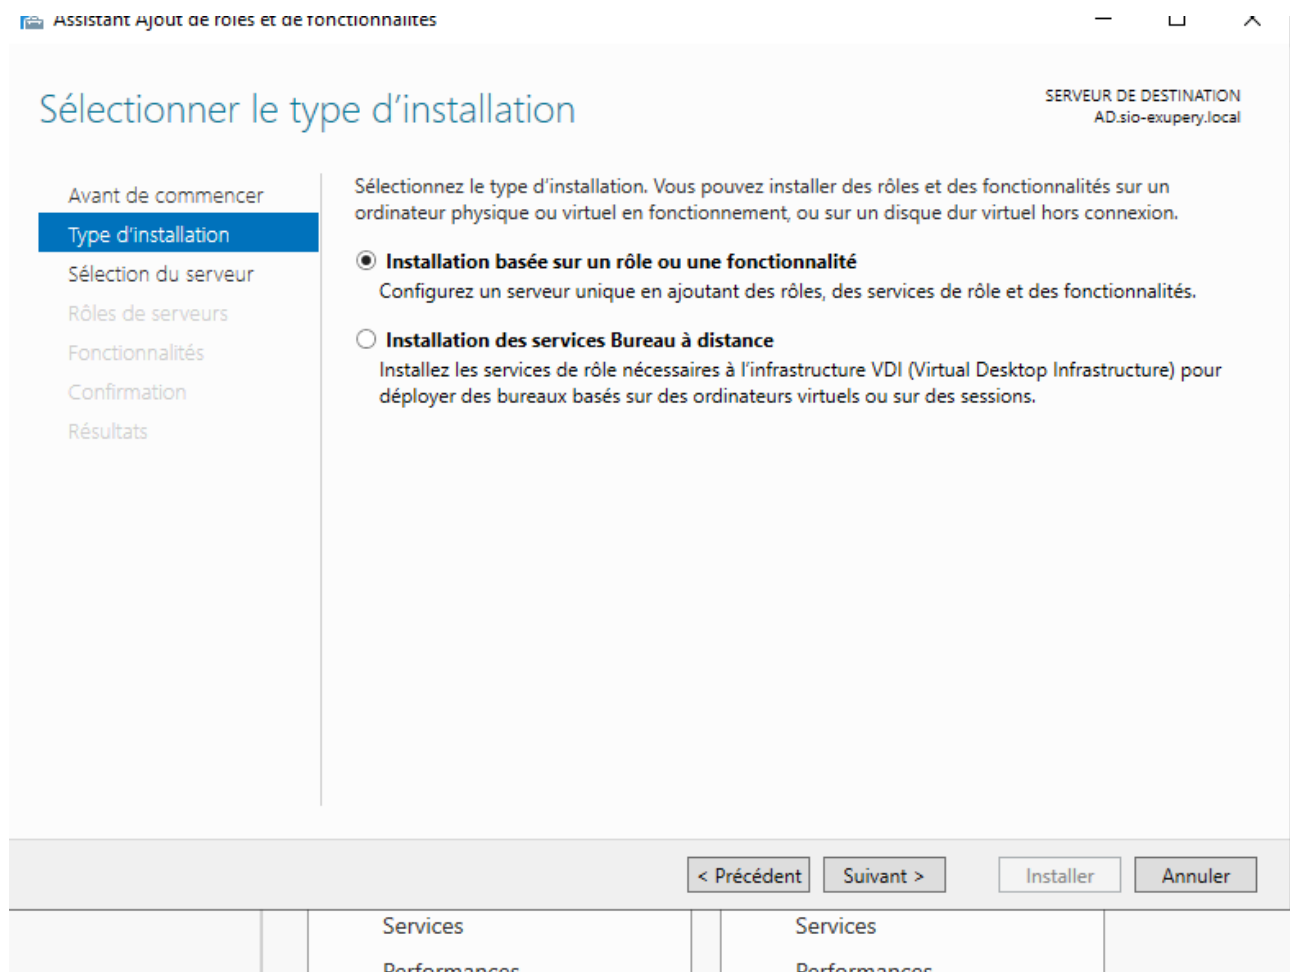 Assistant Ajout de rôles et de fonctionnalités
Sélectionner le type d'installation
SERVEUR DE DESTINATION
AD.sio-exupery.local
Avant de commencer
Type d'installation
Sélection du serveur
Rôles de serveurs
Fonctionnalités
Confirmation
Résultats
Sélectionnez le type d'installation. Vous pouvez installer des rôles et des fonctionnalités sur un
ordinateur physique ou virtuel en fonctionnement, ou sur un disque dur virtuel hors connexion.
Installation basée sur un rôle ou une fonctionnalité
Configurez un serveur unique en ajoutant des rôles, des services de rôle et des fonctionnalités.
Installation des services Bureau à distance
Installez les services de rôle nécessaires à l'infrastructure VDI (Virtual Desktop Infrastructure) pour
déployer des bureaux basés sur des ordinateurs virtuels ou sur des sessions.
< Précédent
Suivant >
Installer
Annuler
Services
Services
Performances
Performances